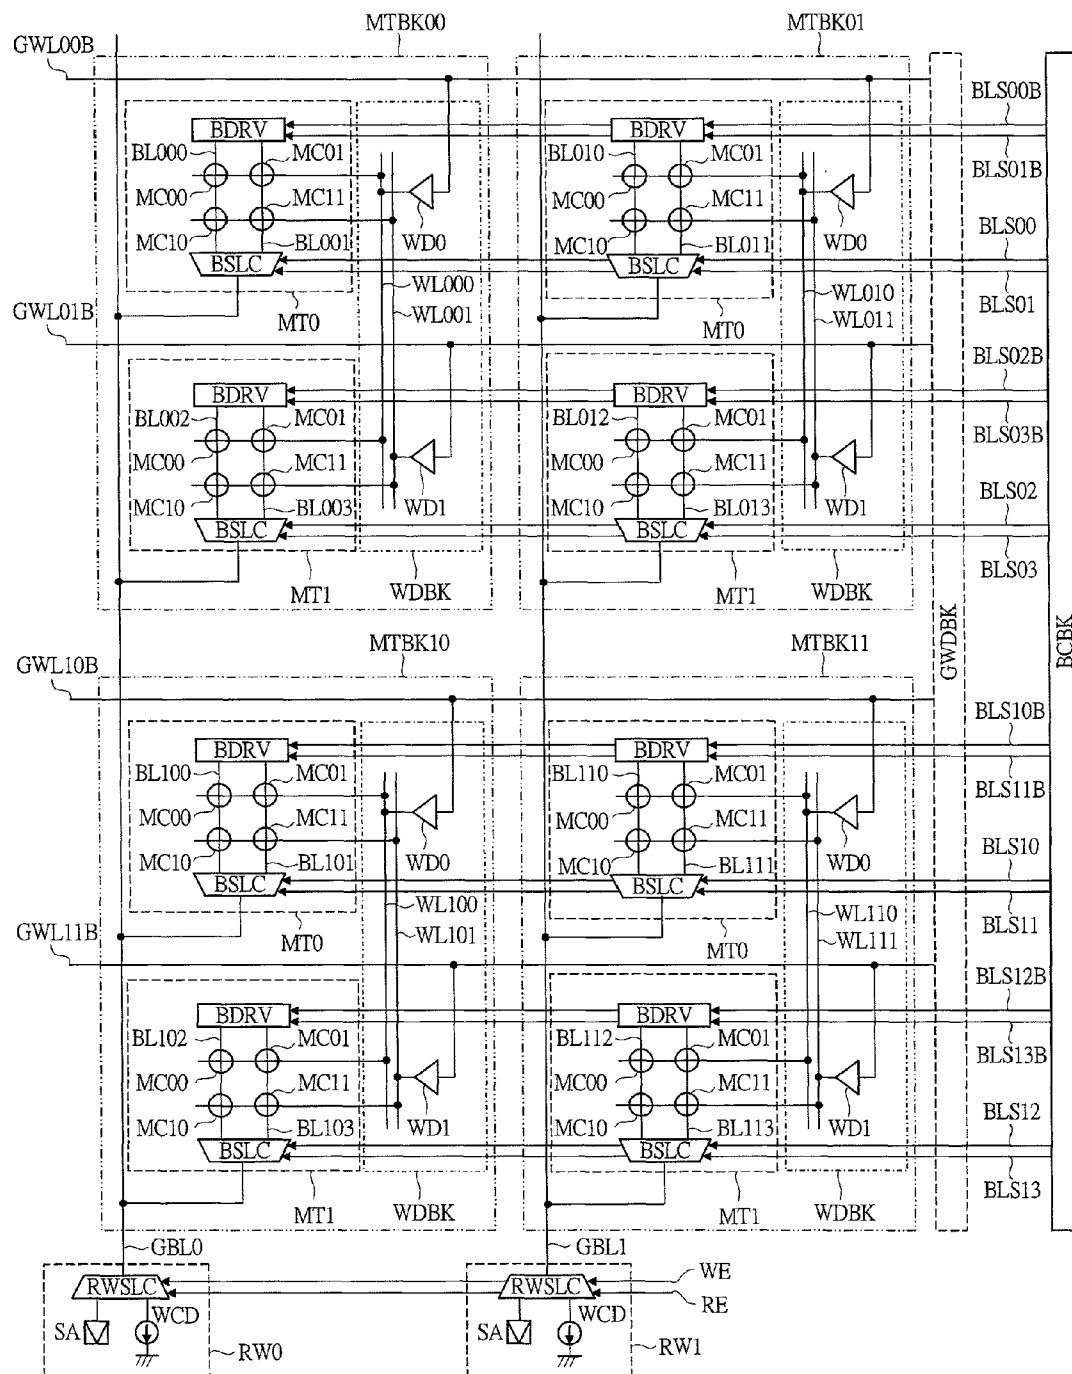 MTBK00 MTBK01
GWL00B
BLS00B
BDRV BDRV
BL000 MC01 BL010 MC01
BLS01B
MC00 MC11 MC00 MC11
BLS00
MC10 BL001 WD0 MC10 BL011 WD0
BSLC BSLC
WL000 WL010
BLS01
GWL01B WL001 WL011
MT0 MT0
BLS02B
BDRV BDRV
BL002 MC01 BL012 MC01
BLS03B
MC00 MC11 MC00 MC11
BLS02
MC10 BL003 WD1 MC10 BL013 WD1
BSLC BSLC
BLS03
MT1 WDBK MT1 WDBK
GWDBK
BCBK
MTBK10 MTBK11
GWL10B
BLS10B
BDRV BDRV
BL100 MC01 BL110 MC01
BLS11B
MC00 MC11 MC00 MC11
BLS10
MC10 BL101 WD0 MC10 BL111 WD0
BSLC BSLC
WL100 WL110
BLS11
GWL11B WL101 WL111
MT0 MT0
BLS12B
BDRV BDRV
BL102 MC01 BL112 MC01
BLS13B
MC00 MC11 MC00 MC11
BLS12
MC10 BL103 WD1 MC10 BL113 WD1
BSLC BSLC
BLS13
MT1 WDBK MT1 WDBK
GBL0 GBL1
WE
RWSLC RWSLC
RE
WCD WCD
SA SA
RW0 RW1